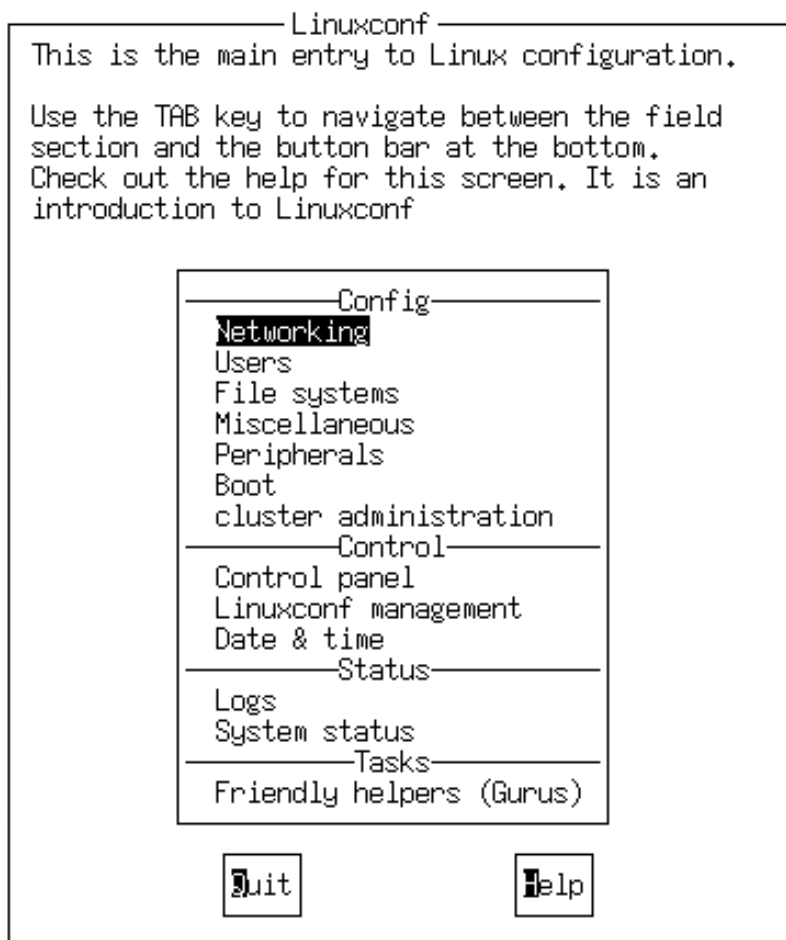 Linuxconf
This is the main entry to Linux configuration.
Use the TAB key to navigate between the field
section and the button bar at the bottom.
Check out the help for this screen. It is an
introduction to Linuxconf
Config
Networking
Users
File systems
Miscellaneous
Peripherals
Boot
cluster administration
Control
Control panel
Linuxconf management
Date & time
Status
Logs
System status
Tasks
Friendly helpers (Gurus)
Quit Help